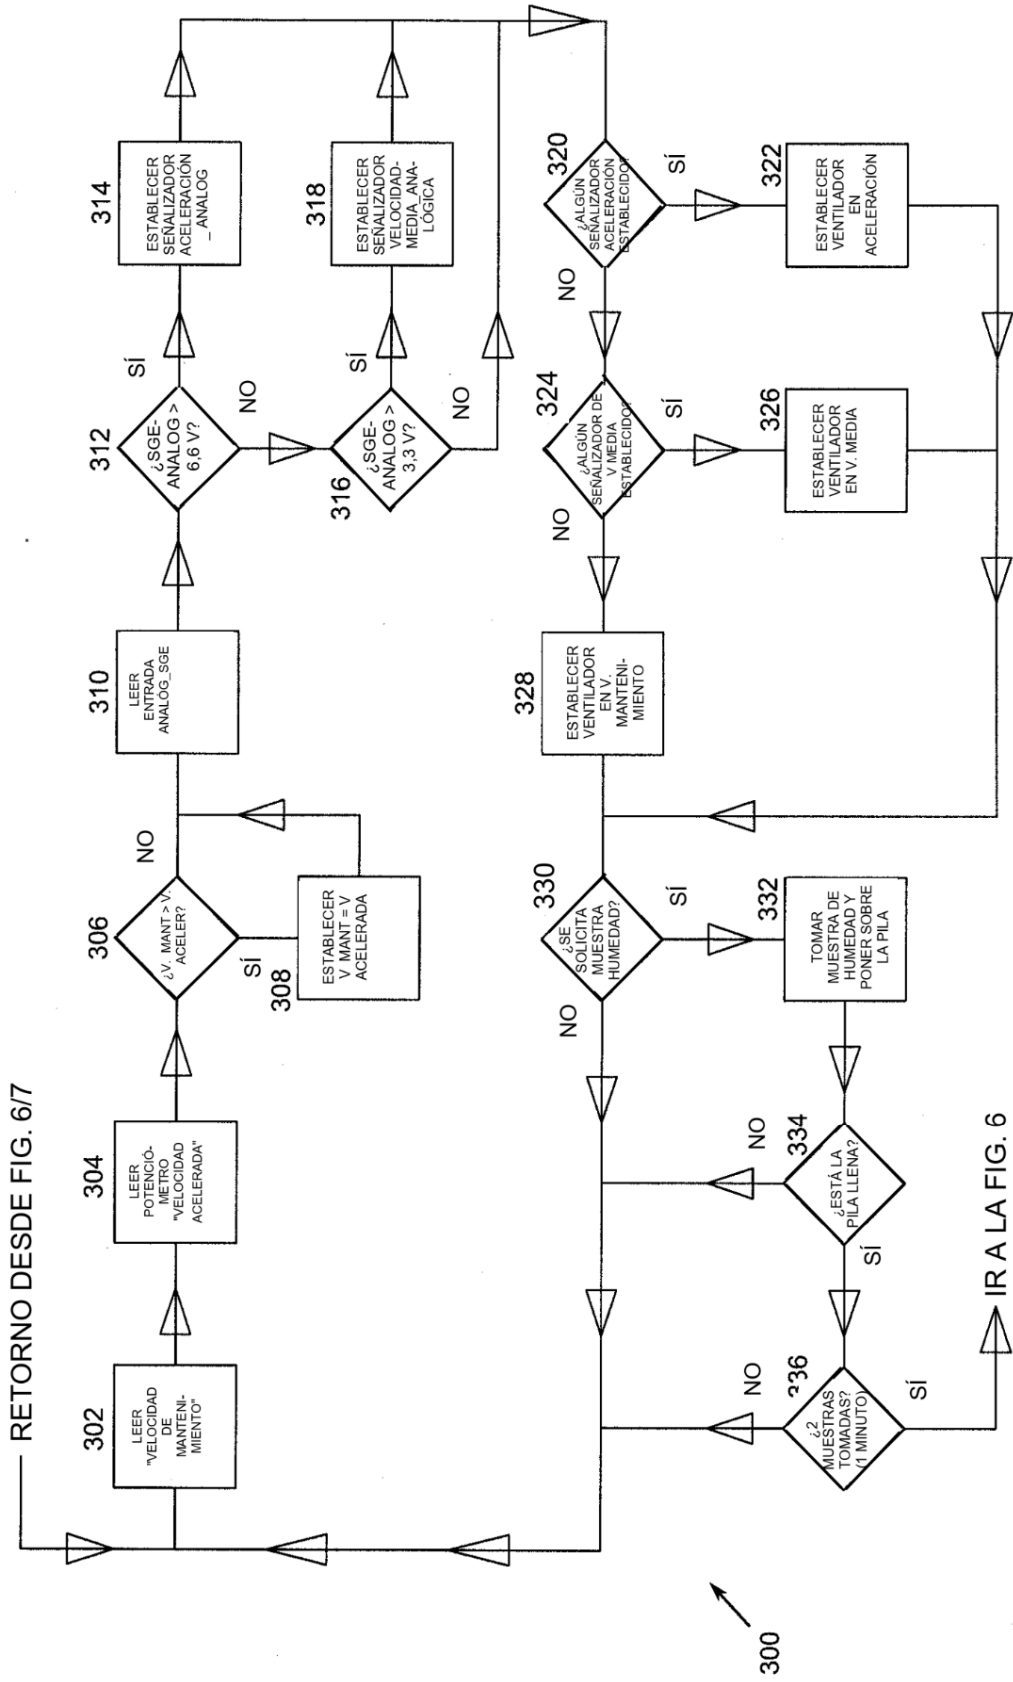 RETORNO DESDE FIG. 6/7
302
LEER
"VELOCIDAD
DE
MANTENI-
MIENTO"
304
LEER
POTENCIÓ-
METRO
"VELOCIDAD
ACELERADA"
306
¿V. MANT > V.
ACELER?
NO
SÍ
308
ESTABLECER
V MANT = V
ACELERADA
310
LEER
ENTRADA
ANALÓG_SGE
312
¿SGE-
ANALOG >
6,6 V?
SÍ
NO
314
ESTABLECER
SEÑALIZADOR
ACELERACIÓN
_ ANALOG
316
¿SGE-
ANALOG >
3,3 V?
SÍ
NO
318
ESTABLECER
SEÑALIZADOR
VELOCIDAD-
MEDIA_ANA-
LÓGICA
320
¿ALGÚN
SEÑALIZADOR
ACELERACIÓN
ESTABLECIDO?
SÍ
NO
322
ESTABLECER
VENTILADOR
EN
ACELERACIÓN
324
¿ALGÚN
SEÑALIZADOR DE
V MEDIA
ESTABLECIDO?
SÍ
NO
326
ESTABLECER
VENTILADOR
EN V. MEDIA
328
ESTABLECER
VENTILADOR
EN V.
MANTENI-
MIENTO
330
¿SE
SOLICITA
MUESTRA
HUMEDAD?
SÍ
NO
332
TOMAR
MUESTRA DE
HUMEDAD Y
PONER SOBRE
LA PILA
334
¿ESTÁ LA
PILA LLENA?
NO
SÍ
336
¿2
MUESTRAS
TOMADAS?
(1 MINUTO)
NO
SÍ
IR A LA FIG. 6
300